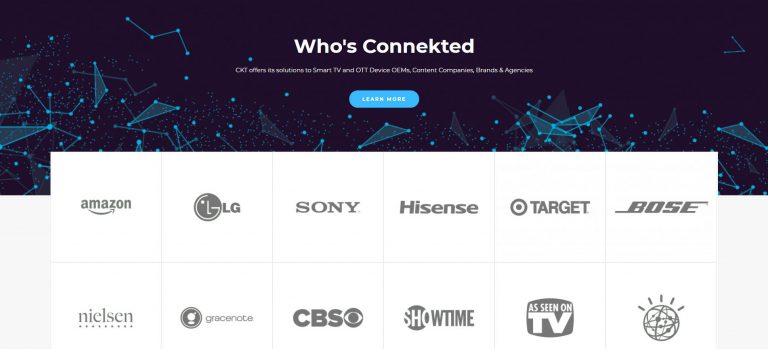 Who's Connekted
CKT offers its solutions to Smart TV and OTT Device OEMs, Content Companies, Brands & Agencies
LEARN MORE
amazon LG SONY Hisense TARGET BOSE
nielsen gracenote CBS SHOWTIME AS SEEN ON
TV